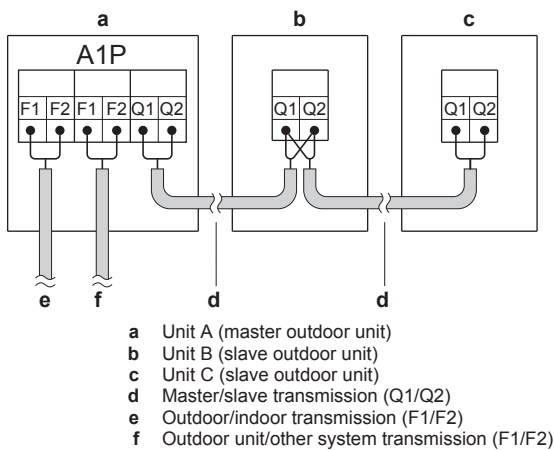 a b c
A1P
F1 F2 F1 F2 Q1 Q2 Q1 Q2 Q1 Q2
e f d d
a Unit A (master outdoor unit)
b Unit B (slave outdoor unit)
c Unit C (slave outdoor unit)
d Master/slave transmission (Q1/Q2)
e Outdoor/indoor transmission (F1/F2)
f Outdoor unit/other system transmission (F1/F2)